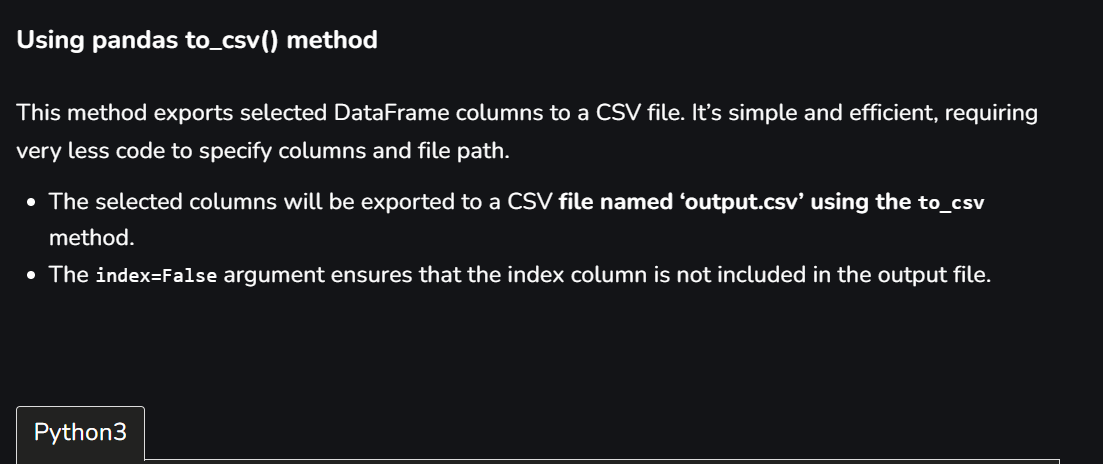 Using pandas to_csv() method
This method exports selected DataFrame columns to a CSV file. It’s simple and efficient, requiring
very less code to specify columns and file path.
• The selected columns will be exported to a CSV file named ‘output.csv’ using the to_csv
method.
• The index=False argument ensures that the index column is not included in the output file.
Python3